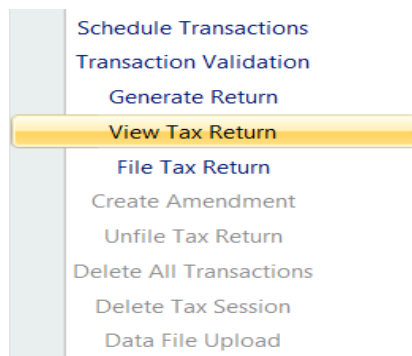 Schedule Transactions
Transaction Validation
Generate Return
View Tax Return
File Tax Return
Create Amendment
Unfile Tax Return
Delete All Transactions
Delete Tax Session
Data File Upload